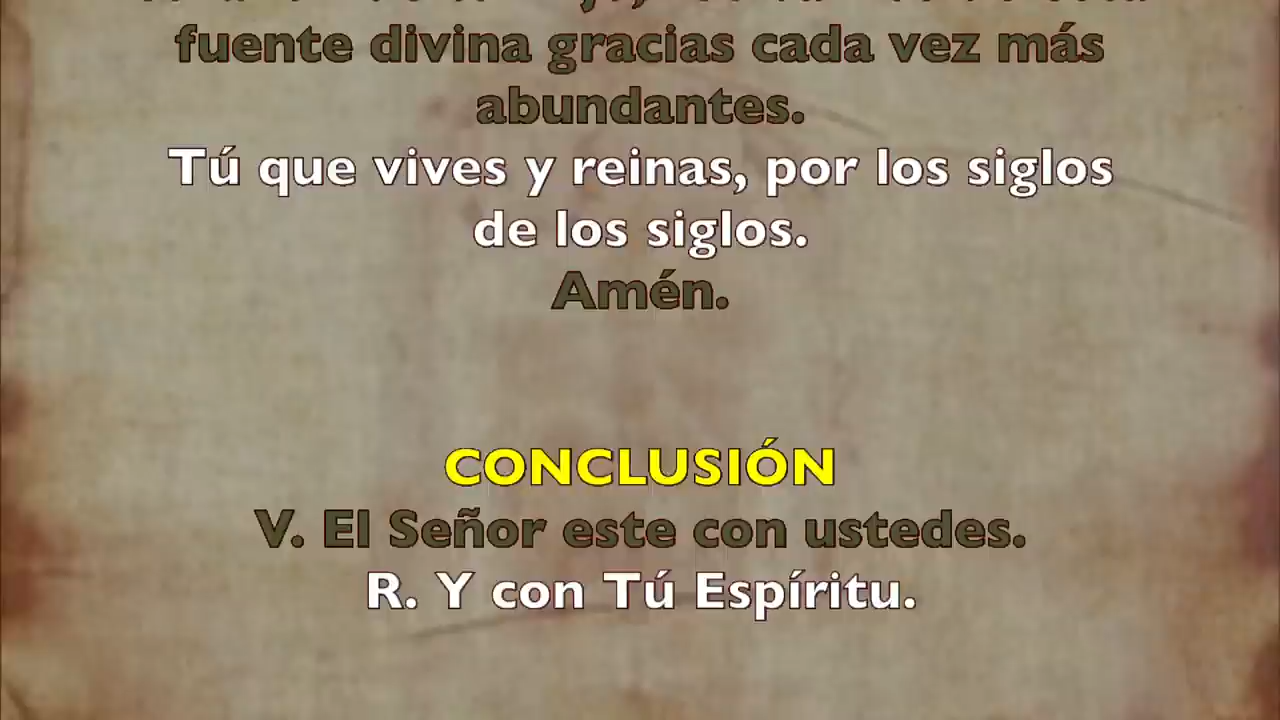 fuente divina gracias cada vez más
abundantes.
Tú que vives y reinas, por los siglos
de los siglos.
Amén.
CONCLUSIÓN
V. El Señor este con ustedes.
R. Y con Tú Espíritu.